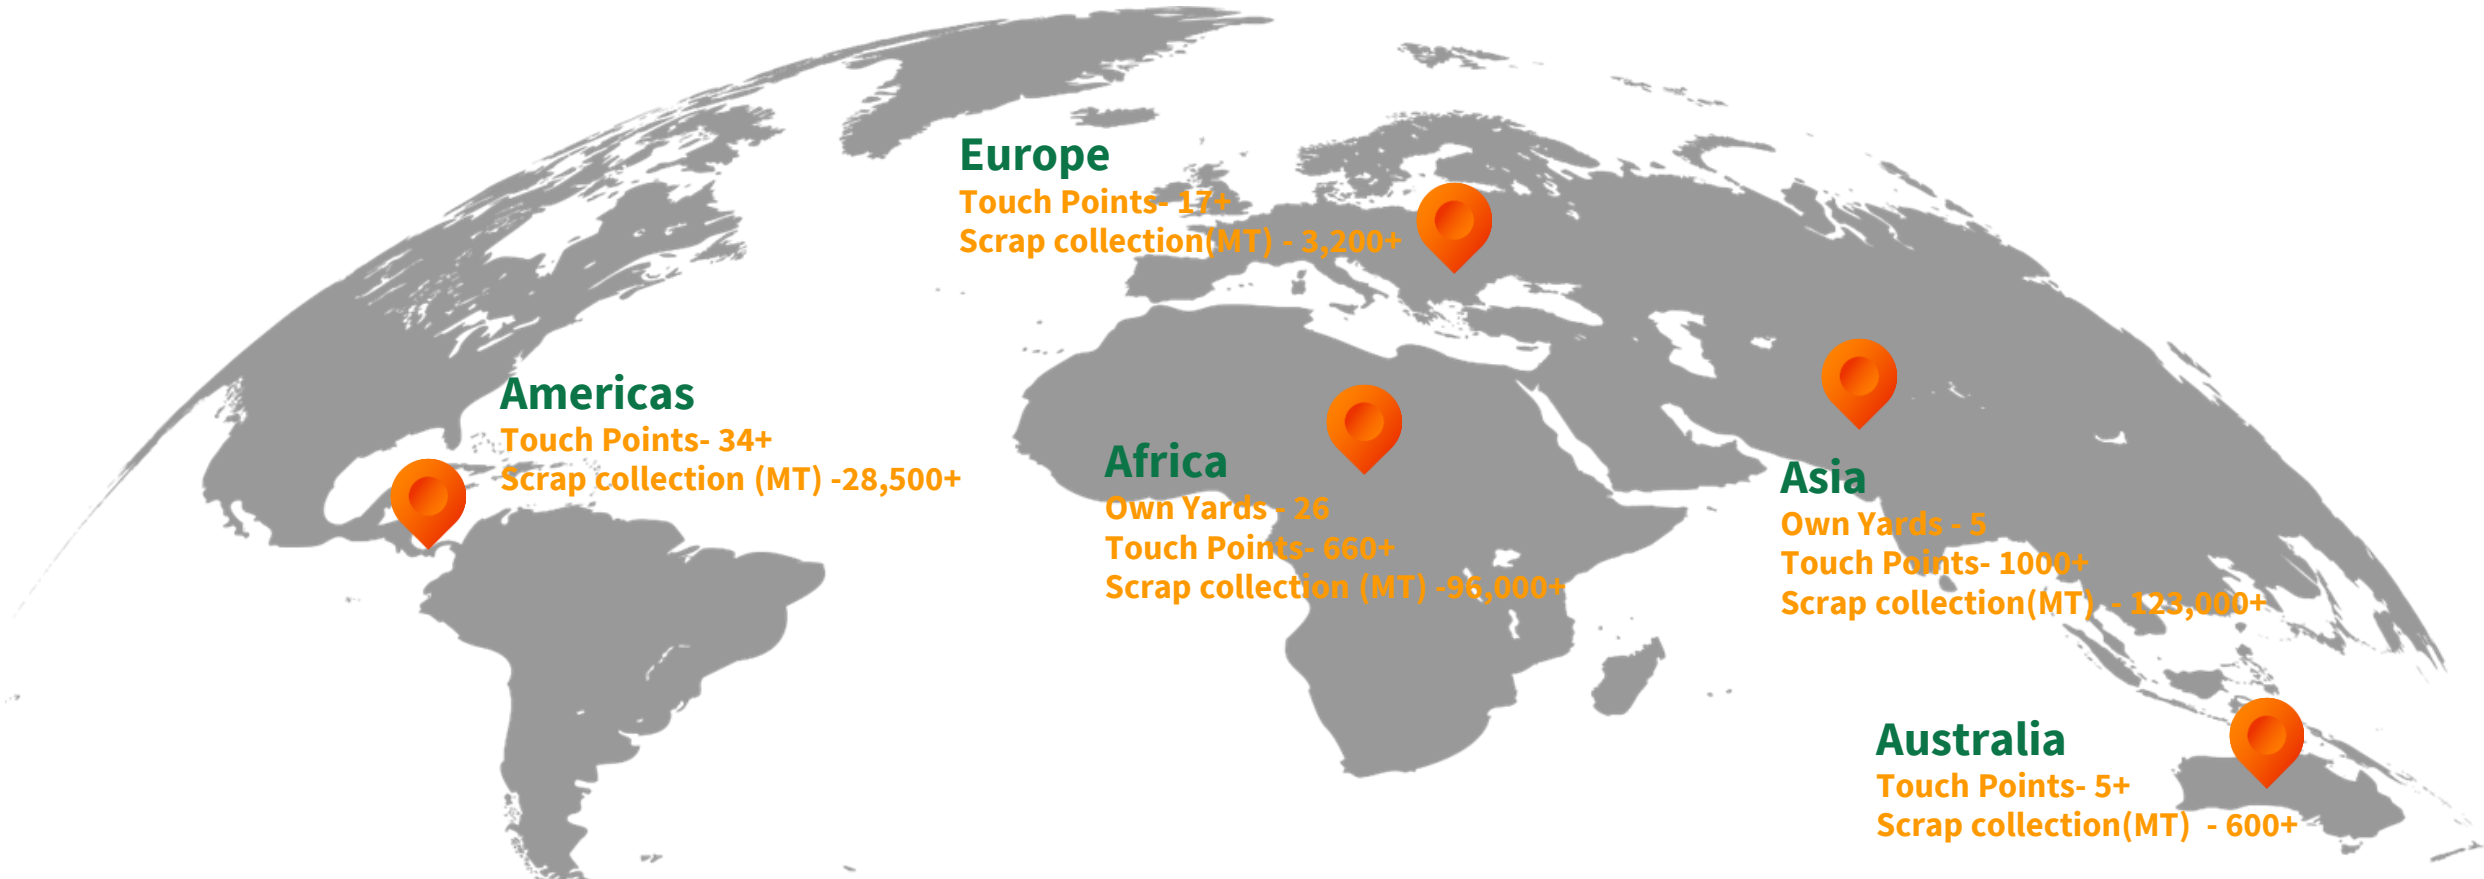 Europe
Touch Points- 17+
Scrap collection(MT) - 3,200+
Americas
Touch Points- 34+
Scrap collection (MT) -28,500+
Africa
Own Yards - 26
Touch Points- 660+
Scrap collection (MT) -96,000+
Asia
Own Yards - 5
Touch Points- 1000+
Scrap collection(MT)  - 123,000+
Australia
Touch Points- 5+
Scrap collection(MT)  - 600+